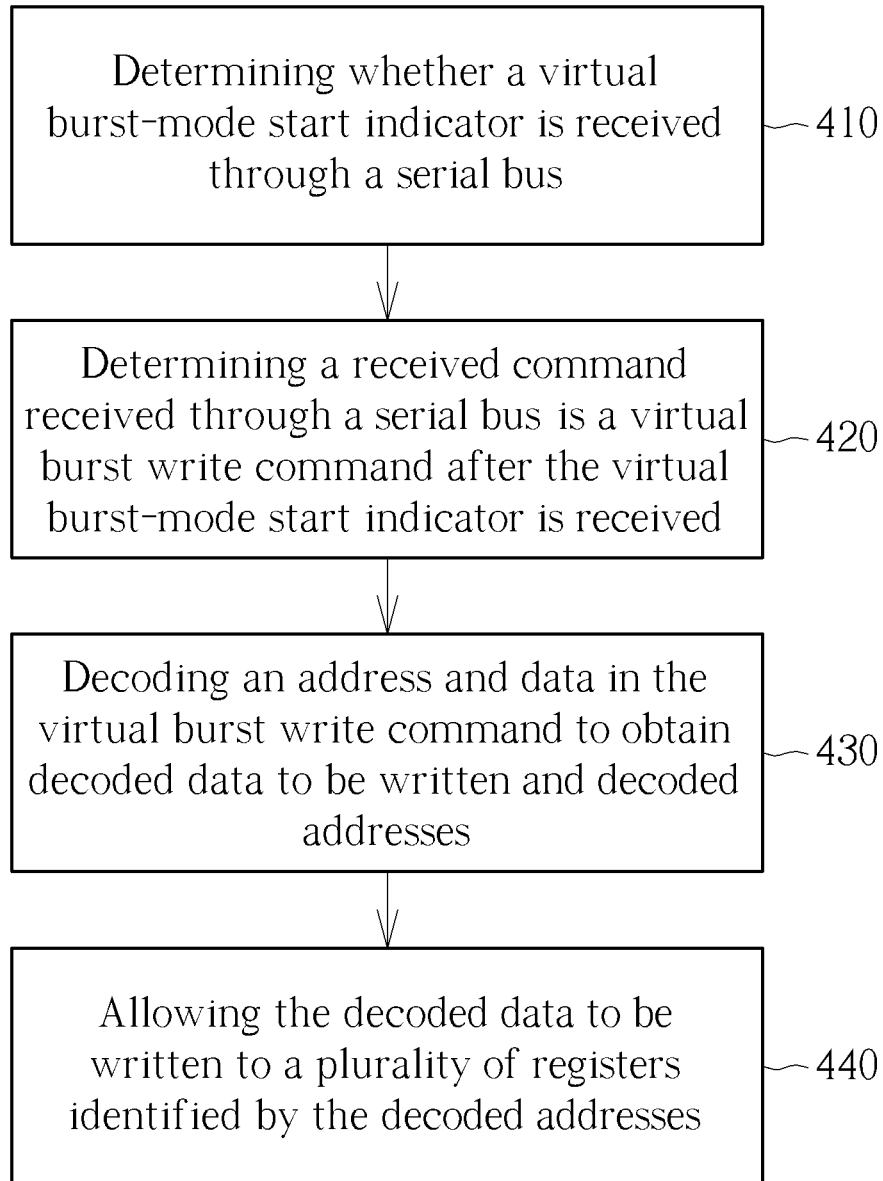 Determining whether a virtual
burst-mode start indicator is received
through a serial bus
410
Determining a received command
received through a serial bus is a virtual
burst write command after the virtual
burst-mode start indicator is received
420
Decoding an address and data in the
virtual burst write command to obtain
decoded data to be written and decoded
addresses
430
Allowing the decoded data to be
written to a plurality of registers
identified by the decoded addresses
440